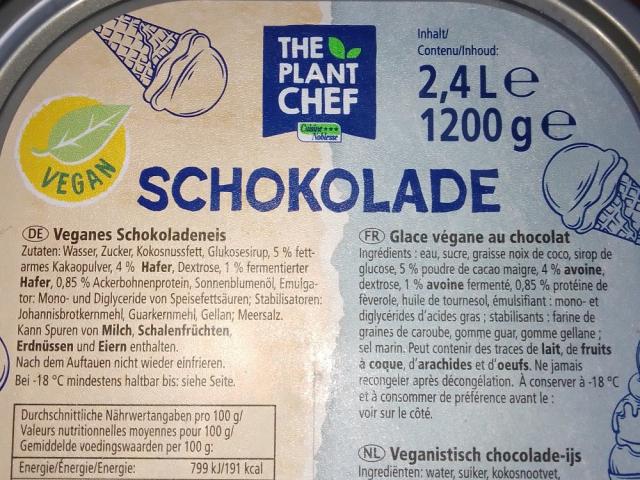 THE
PLANT
CHEF
Cuisine
Noblesse
Inhalt/
Contenu/Inhoud:
2,4 L e
1200 g e
VEGAN
SCHOKOLADE
DE Veganes Schokoladeneis
Zutaten: Wasser, Zucker, Kokosnussfett, Glukosesirup, 5 % fett-
armes Kakaopulver, 4 % Hafer, Dextrose, 1 % fermentierter
Hafer, 0,85 % Ackerbohnenprotein, Sonnenblumenöl, Emulga-
tor: Mono- und Diglyceride von Speisefettsäuren; Stabilisatoren:
Johannisbrotkernmehl, Guarkernmehl, Gellan; Meersalz.
Kann Spuren von Milch, Schalenfrüchten,
Erdnüssen und Eiern enthalten.
Nach dem Auftauen nicht wieder einfrieren.
Bei -18 °C mindestens haltbar bis: siehe Seite.
Durchschnittliche Nährwertangaben pro 100 g/
Valeurs nutritionnelles moyennes pour 100 g/
Gemiddelde voedingswaarden per 100 g:
Energie/Énergie/Energie: 799 kJ/191 kcal
FR Glace végane au chocolat
Ingrédients : eau, sucre, graisse noix de coco, sirop de
glucose, 5 % poudre de cacao maigre, 4 % avoine,
dextrose, 1 % avoine fermenté, 0,85 % protéine de
fèverole, huile de tournesol, émulsifiant : mono- et
diglycérides d'acides gras ; stabilisants : farine de
graines de caroube, gomme guar, gomme gellane ;
sel marin. Peut contenir des traces de lait, de fruits
à coque, d'arachides et d'oeufs. Ne jamais
recongeler après décongélation. À conserver à -18 °C
et à consommer de préférence avant le :
voir sur le côté.
NL Veganistisch chocolade-ijs
Ingrediënten: water, suiker, kokosnootvet,